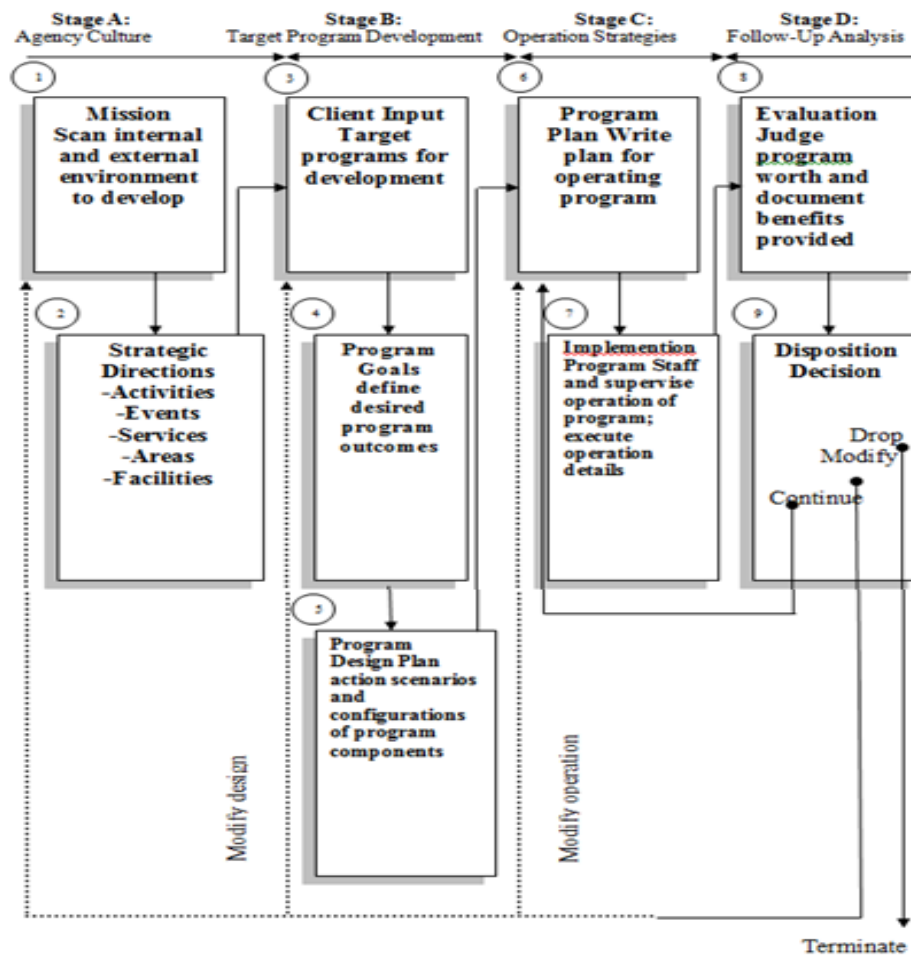 Stage A:
Agency Culture
Stage B:
Target Program Development
Stage C:
Operation Strategies
Stage D:
Follow-Up Analysis
1
Mission
Scan internal
and external
environment
to develop
2
Strategic
Directions
-Activities
-Events
-Services
-Areas
-Facilities
3
Client Input
Target
programs for
development
4
Program
Goals
define
desired
program
outcomes
5
Program
Design Plan
action scenarios
and
configurations
of program
components
6
Program
Plan Write
plan for
operating
program
7
Implemention
Program Staff
and supervise
operation of
program;
execute
operation
details
8
Evaluation
Judge
program
worth and
document
benefits
provided
9
Disposition
Decision
Drop
Modify
Continue
Modify design
Modify operation
Terminate